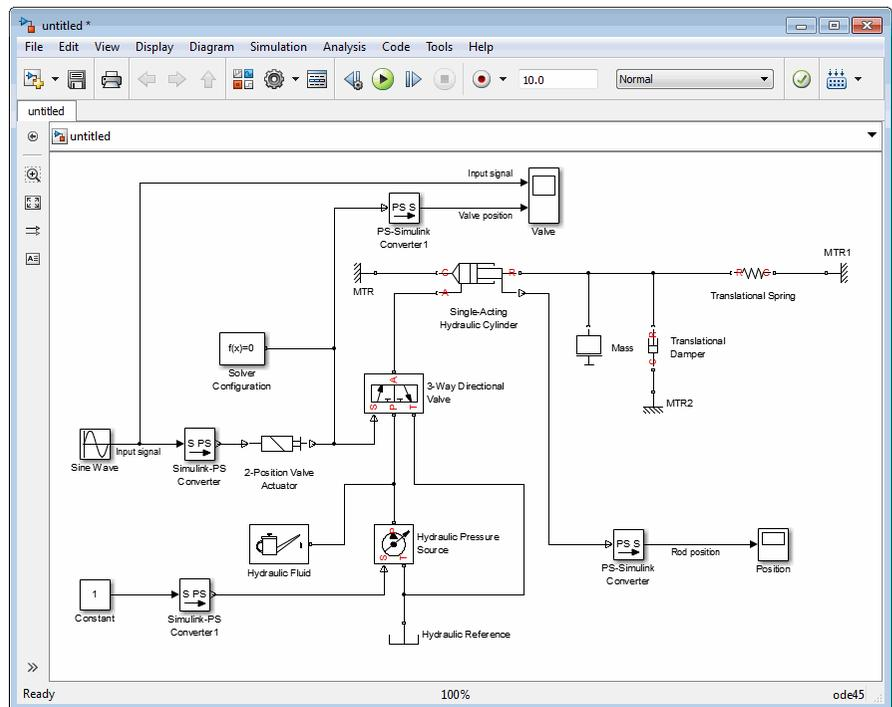 untitled *
File Edit View Display Diagram Simulation Analysis Code Tools Help
10.0 Normal
untitled
untitled
Input signal
PS S
Valve position
PS-Simulink
Converter1
Valve
MTR
C
R
A
Single-Acting
Hydraulic Cylinder
R C
MTR1
Translational Spring
Mass
R
C
Translational
Damper
MTR2
f(x)=0
Solver
Configuration
A
S P T
3-Way Directional
Valve
Sine Wave
Input signal
S PS
Simulink-PS
Converter
2-Position Valve
Actuator
Hydraulic Fluid
P
S T
Hydraulic Pressure
Source
PS S
PS-Simulink
Converter
Rod position
Position
1
Constant
S PS
Simulink-PS
Converter1
Hydraulic Reference
Ready 100% ode45